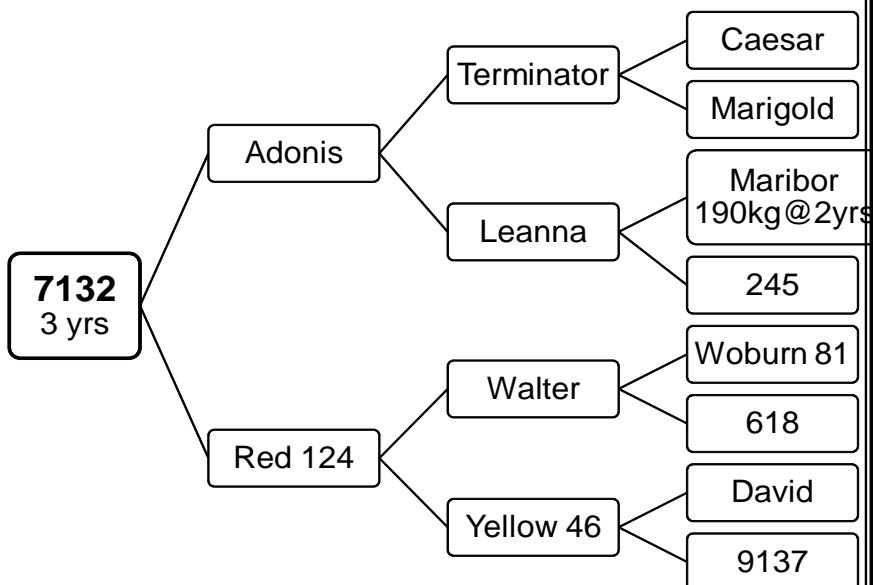 7132
3 yrs
Adonis
Red 124
Terminator
Leanna
Walter
Yellow 46
Caesar
Marigold
Maribor
190kg@2yrs
245
Woburn 81
618
David
9137